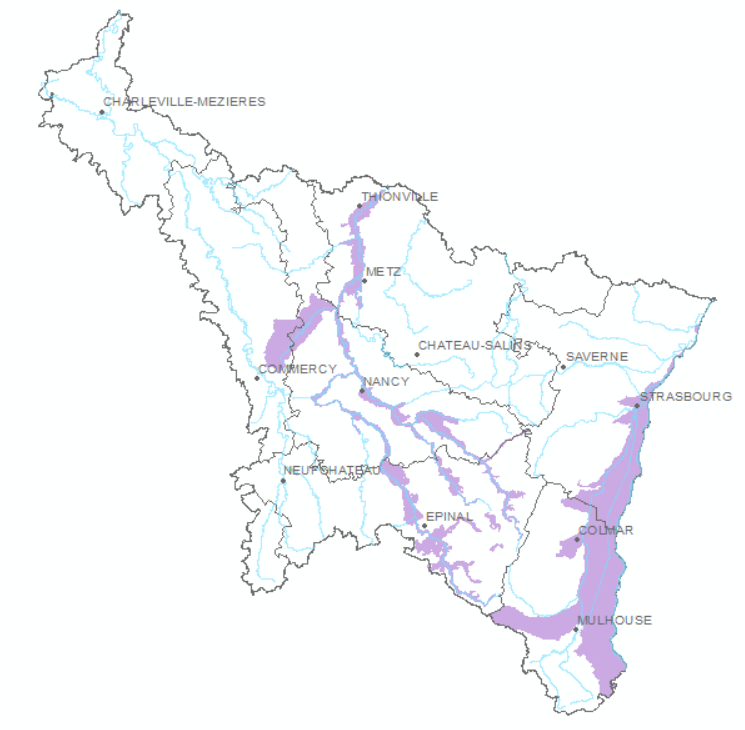 CHARLEVILLE-MEZIERES
THIONVILLE
METZ
CHATEAU-SALINS
SAVERNE
COMMERCY
NANCY
STRASBOURG
NEUFCHATEAU
EPINAL
COLMAR
MULHOUSE